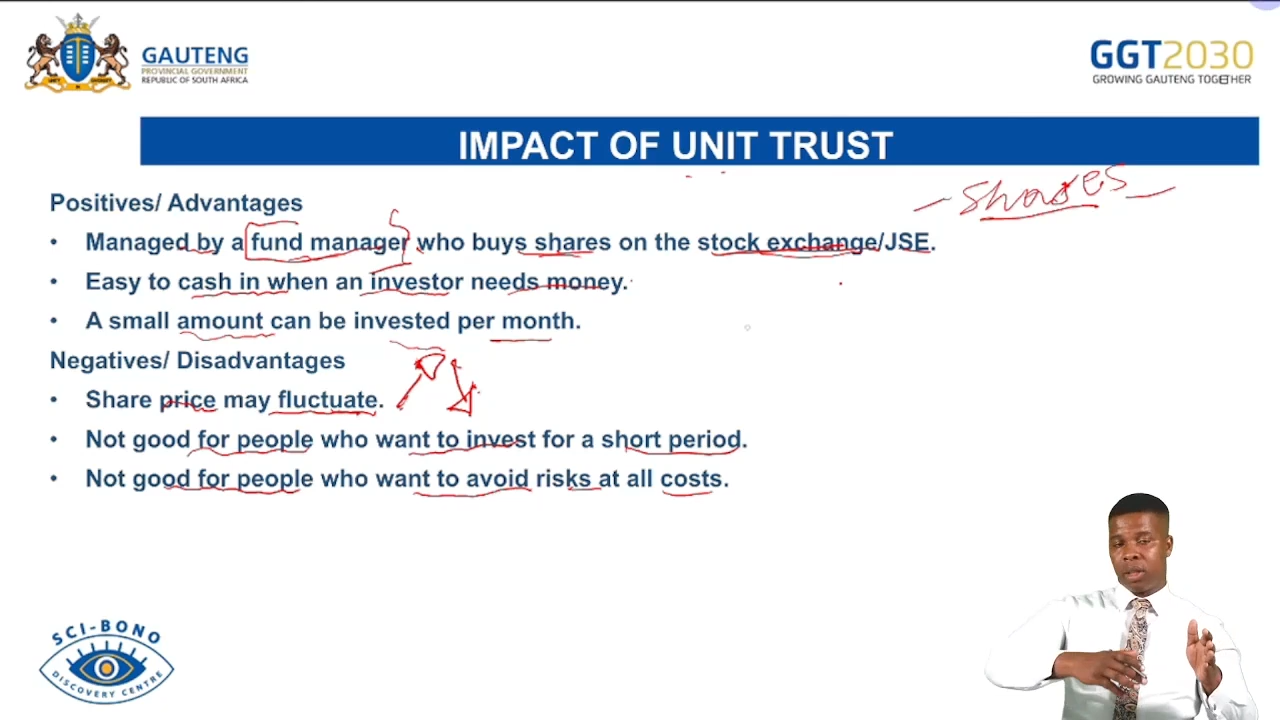 GAUTENG
PROVINCIAL GOVERNMENT
REPUBLIC OF SOUTH AFRICA
GGT2030
GROWING GAUTENG TOGETHER
IMPACT OF UNIT TRUST
- Shares -
Positives/ Advantages
• Managed by a fund manager who buys shares on the stock exchange/JSE.
• Easy to cash in when an investor needs money.
• A small amount can be invested per month.
Negatives/ Disadvantages
• Share price may fluctuate.
• Not good for people who want to invest for a short period.
• Not good for people who want to avoid risks at all costs.
SCI-BONO
DISCOVERY CENTRE